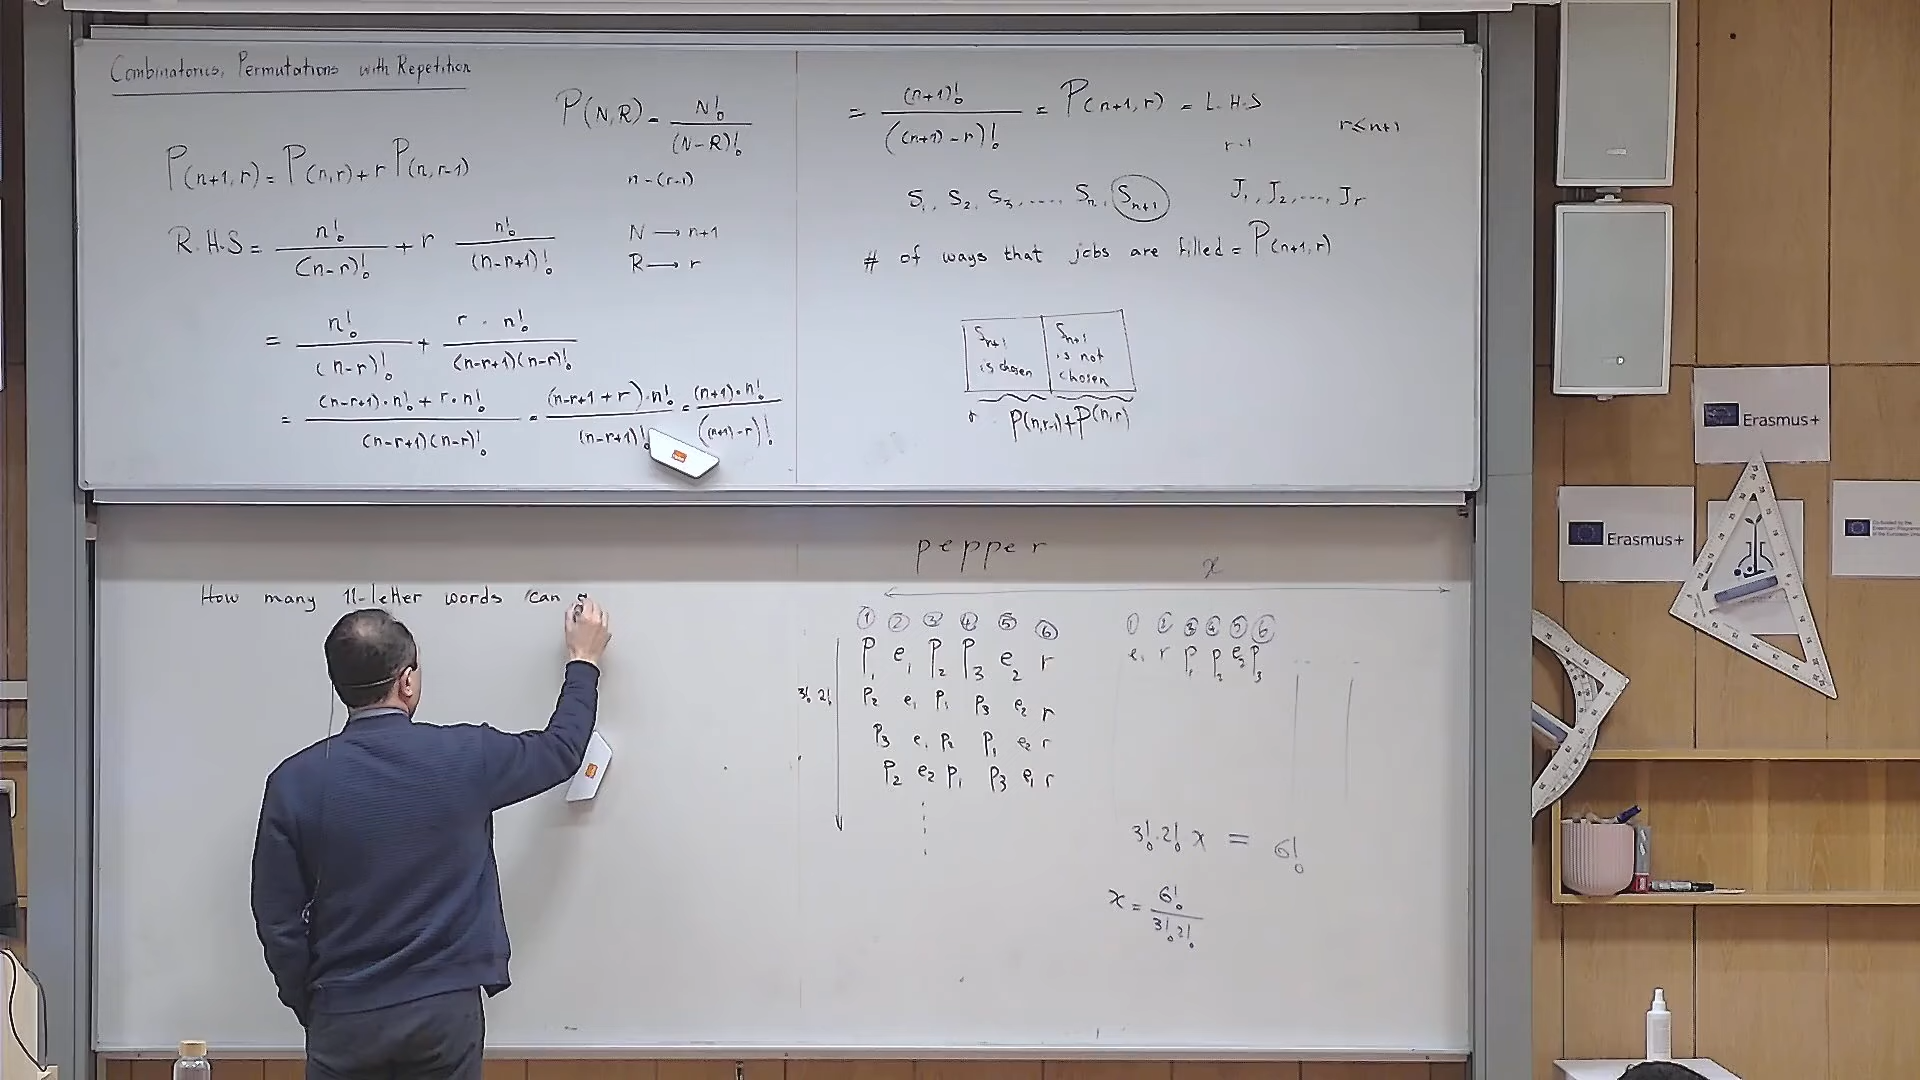 Combinatorics, Permutations with Repetition
P(N,R) = N! / (N-R)!
P(n+1,r) = P(n,r) + r P(n,r-1)
n-(r-1)
R.H.S = n! / (n-r)! + r n! / (n-r+1)!
N → n+1
R → r
= n! / (n-r)! + r · n! / (n-r+1)(n-r)!
= (n-r+1)·n! + r·n! / (n-r+1)(n-r)! = (n-r+1+r)·n! / (n-r+1)! = (n+1)·n! / ((n+1)-r)!
= (n+1)! / ((n+1)-r)! = P(n+1,r) = L.H.S
r≤n+1
r-1
S1, S2, S3, ...., Sn, Sn+1
J1, J2, ..., Jr
# of ways that jobs are filled = P(n+1,r)
Sn+1 is chosen
Sn+1 is not chosen
r · P(n,r-1) + P(n,r)
How many 11-letter words can
pepper
x
1 2 3 4 5 6
p1 e1 p2 p3 e2 r
3! 2!
p2 e1 p1 p3 e2 r
p3 e1 p2 p1 e2 r
p2 e2 p1 p3 e1 r
1 2 3 4 5 6
e1 r p1 p2 e2 p3
3!·2! x = 6!
x = 6! / 3! 2!
Erasmus+
Erasmus+